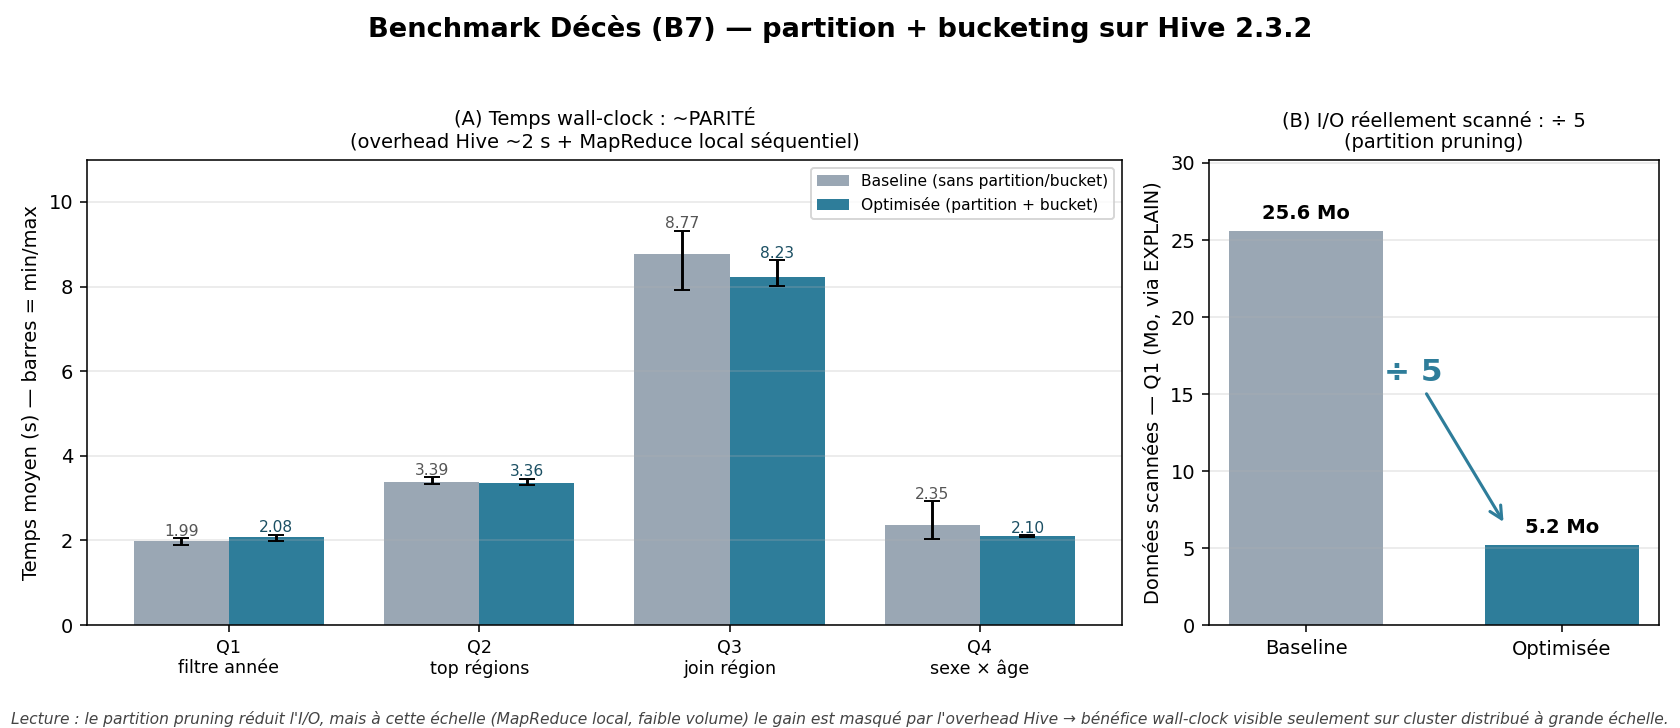 Benchmark Décès (B7) — partition + bucketing sur Hive 2.3.2
(A) Temps wall-clock : ~PARITÉ
(overhead Hive ~2 s + MapReduce local séquentiel)
Temps moyen (s) — barres = min/max
10
8
6
4
2
0
Baseline (sans partition/bucket)
Optimisée (partition + bucket)
1.99
2.08
3.39
3.36
8.77
8.23
2.35
2.10
Q1
filtre année
Q2
top régions
Q3
join région
Q4
sexe × âge
(B) I/O réellement scanné : ÷ 5
(partition pruning)
Données scannées — Q1 (Mo, via EXPLAIN)
30
25
20
15
10
5
0
25.6 Mo
÷ 5
5.2 Mo
Baseline
Optimisée
Lecture : le partition pruning réduit l'I/O, mais à cette échelle (MapReduce local, faible volume) le gain est masqué par l'overhead Hive → bénéfice wall-clock visible seulement sur cluster distribué à grande échelle.